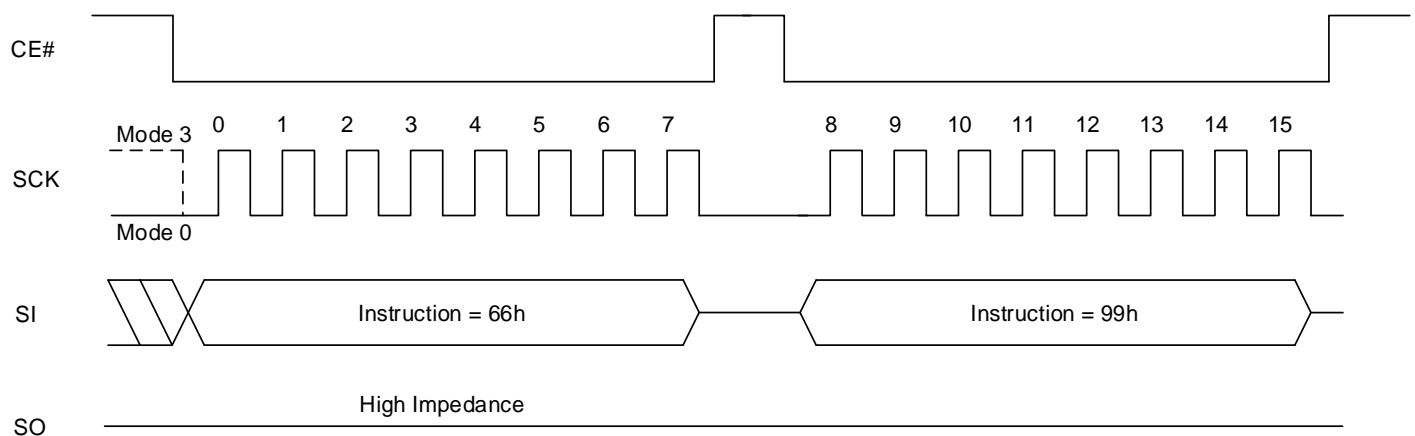 CE#
Mode 3 0 1 2 3 4 5 6 7 8 9 10 11 12 13 14 15
SCK
Mode 0
SI Instruction = 66h Instruction = 99h
High Impedance
SO